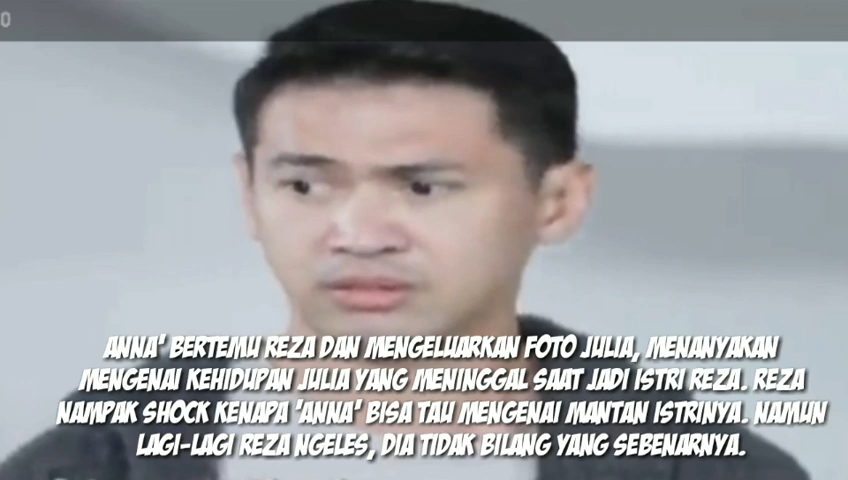 0
ANNA' BERTEMU REZA DAN MENGELUARKAN FOTO JULIA, MENANYAKAN
MENGENAI KEHIDUPAN JULIA YANG MENINGGAL SAAT JADI ISTRI REZA. REZA
NAMPAK SHOCK KENAPA 'ANNA' BISA TAU MENGENAI MANTAN ISTRINYA. NAMUN
LAGI-LAGI REZA NGELES, DIA TIDAK BILANG YANG SEBENARNYA.